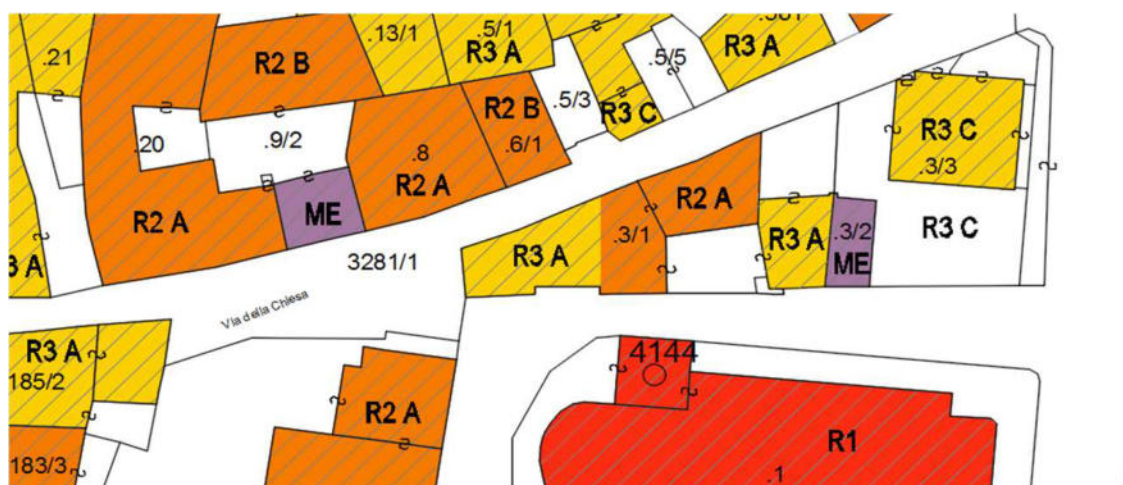 .13/1
.5/1
R3 A
R3 A
.21
R2 B
.5/5
R2 B
.5/3
R3 C
R3 C
.6/1
.20
.9/2
.8
.3/3
R2 A
R2 A
R2 A
R2 A
ME
.3/1
.3/2
R3 C
R3 A
R3 A
ME
3281/1
3 A
Via della Chiesa
R3 A
185/2
4144
R2 A
R1
183/3
.1